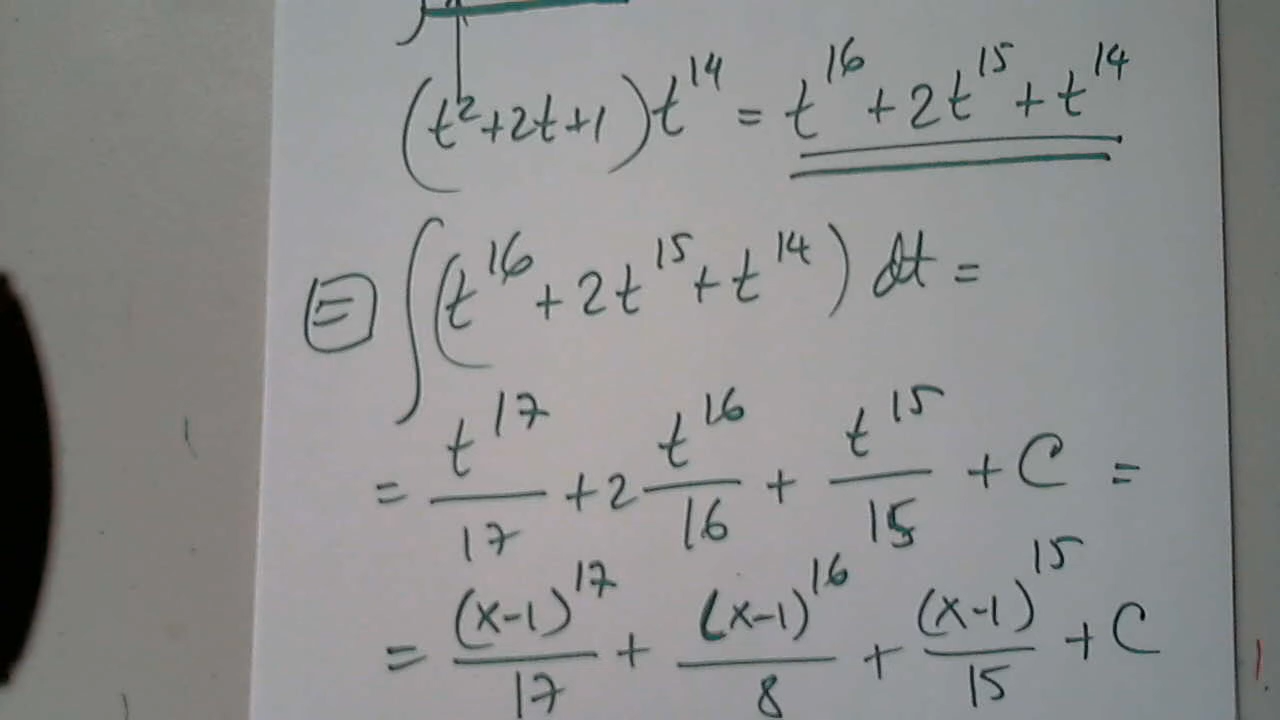 (t²+2t+1)t¹⁴ = t¹⁶+2t¹⁵+t¹⁴
= ∫(t¹⁶+2t¹⁵+t¹⁴) dt =
= t¹⁷/17 +2 t¹⁶/16 + t¹⁵/15 + C =
= (x-1)¹⁷/17 + (x-1)¹⁶/8 + (x-1)¹⁵/15 + C